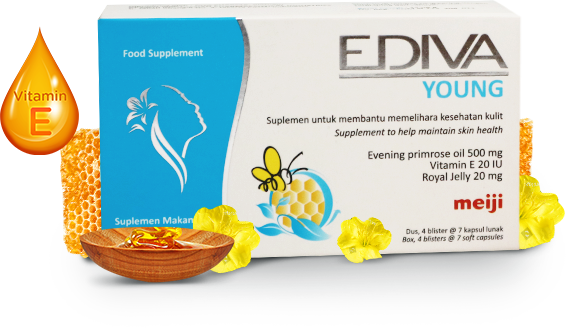 Vitamin
E
Food Supplement
EDIVA
YOUNG
Suplemen untuk membantu memelihara kesehatan kulit
Supplement to help maintain skin health
Evening primrose oil 500 mg
Vitamin E 20 IU
Royal Jelly 20 mg
meiji
Suplemen Makan
Dus, 4 blister @ 7 kapsul lunak
Box, 4 blisters @ 7 soft capsules